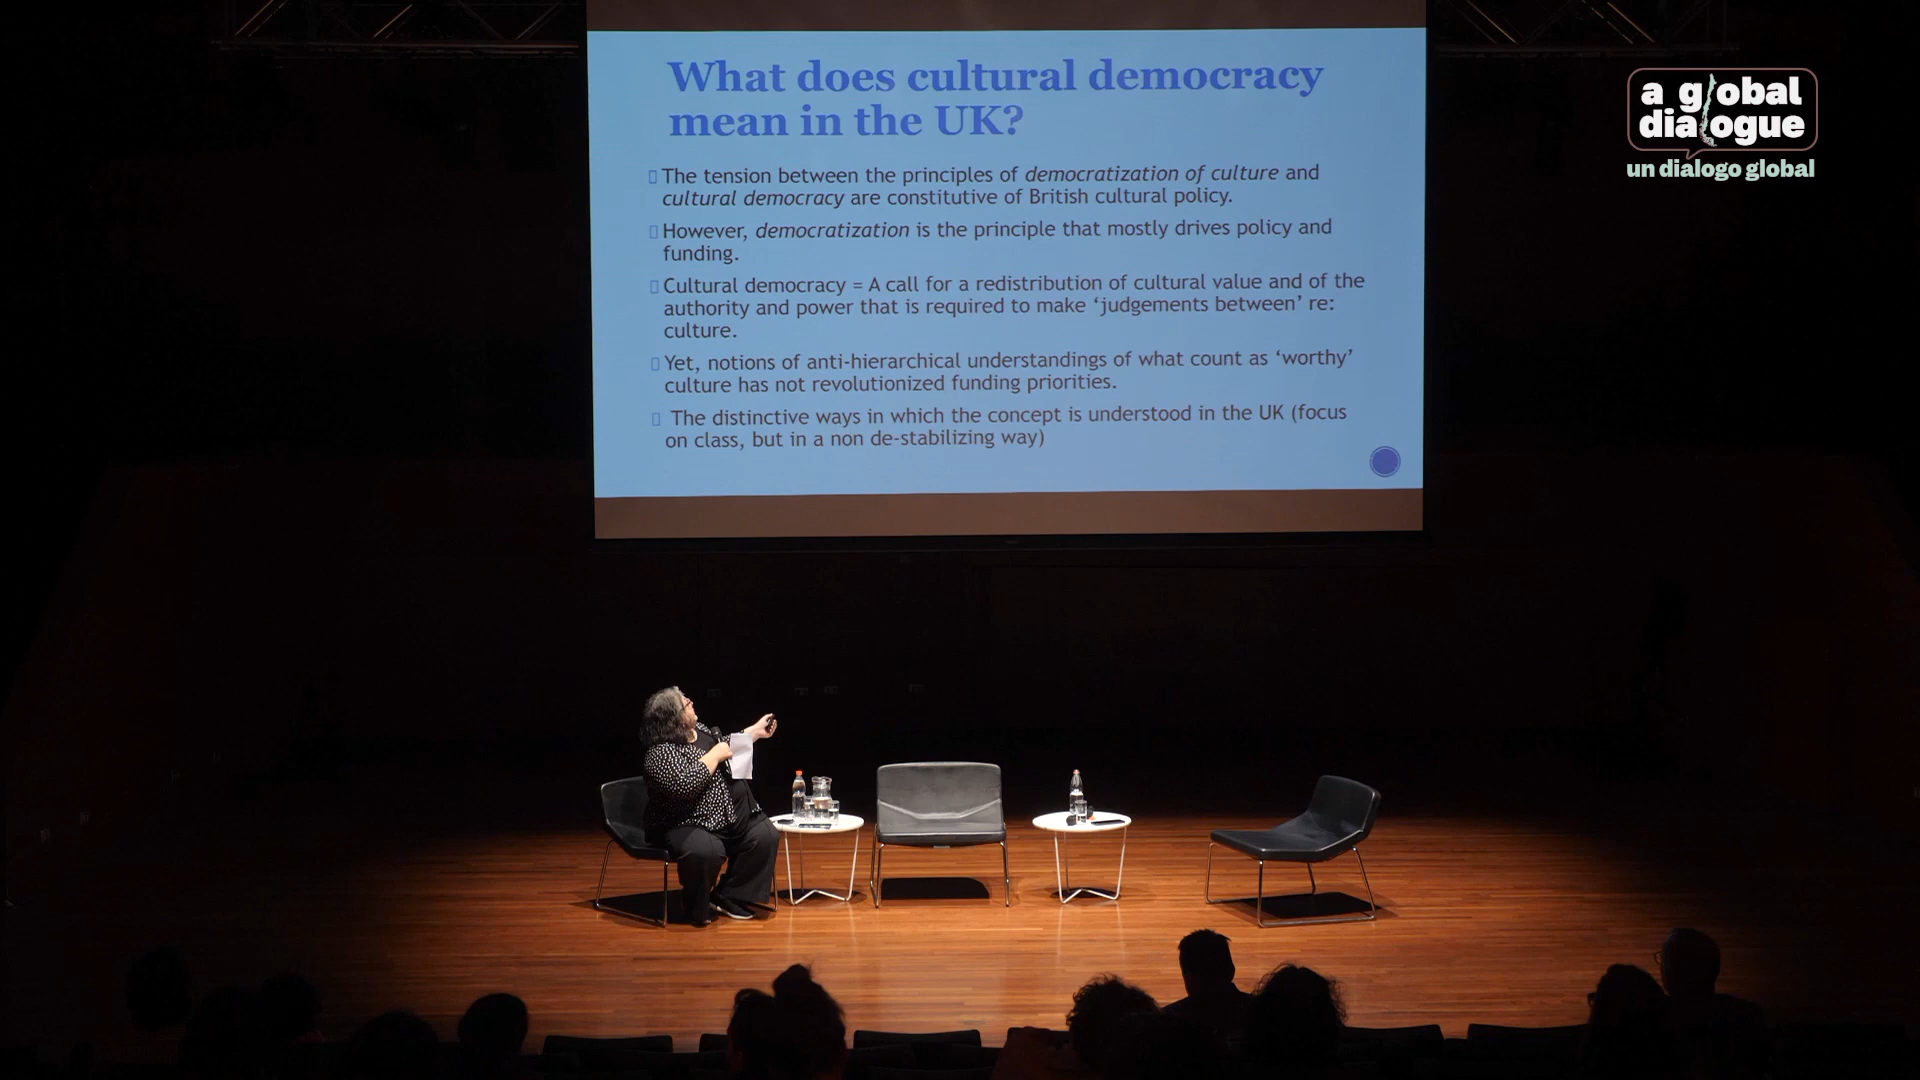 What does cultural democracy
mean in the UK?
The tension between the principles of democratization of culture and
cultural democracy are constitutive of British cultural policy.
However, democratization is the principle that mostly drives policy and
funding.
Cultural democracy = A call for a redistribution of cultural value and of the
authority and power that is required to make ‘judgements between’ re:
culture.
Yet, notions of anti-hierarchical understandings of what count as ‘worthy’
culture has not revolutionized funding priorities.
The distinctive ways in which the concept is understood in the UK (focus
on class, but in a non de-stabilizing way)
a global
dialogue
un dialogo global